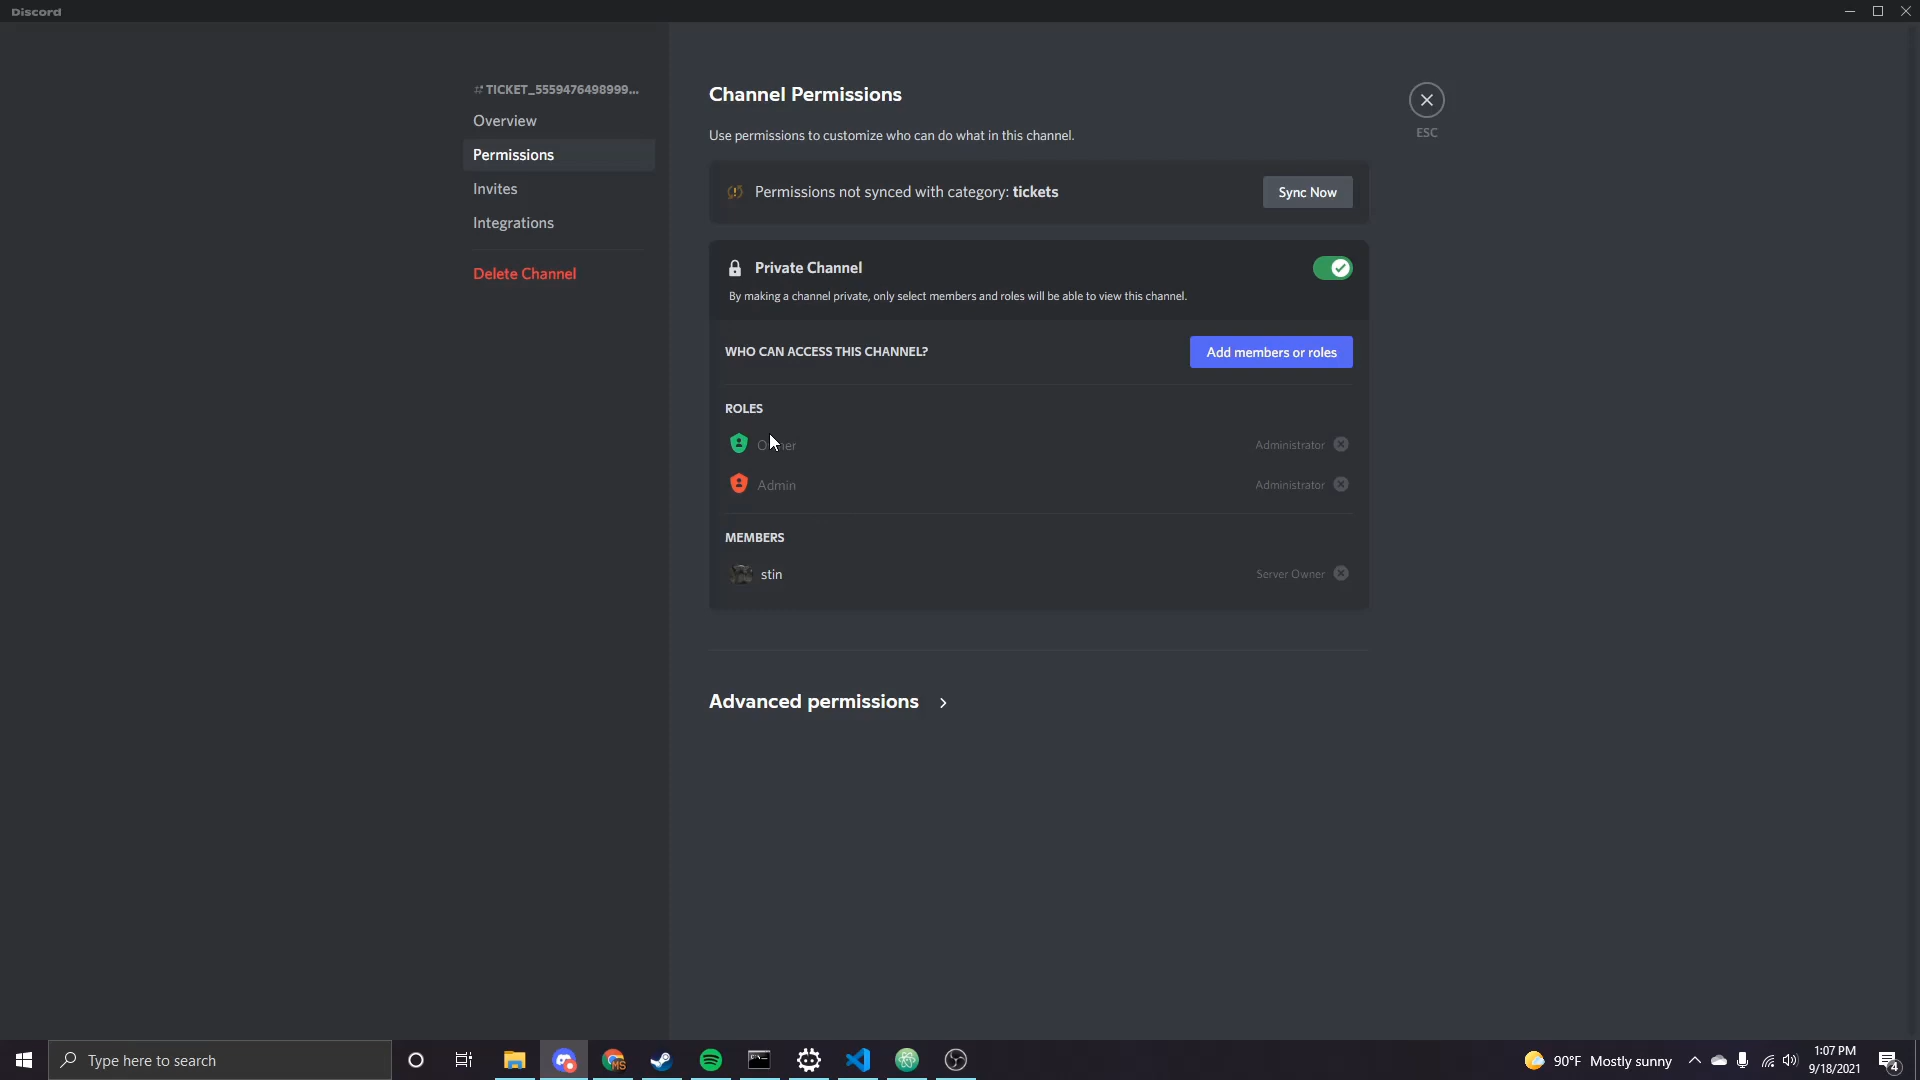 Discord
# TICKET_5559476498999...
Overview
Permissions
Invites
Integrations
Delete Channel
Channel Permissions
Use permissions to customize who can do what in this channel.
ESC
Permissions not synced with category: tickets
Sync Now
Private Channel
By making a channel private, only select members and roles will be able to view this channel.
WHO CAN ACCESS THIS CHANNEL?
Add members or roles
ROLES
Administrator
Admin
Administrator
MEMBERS
stin
Server Owner
Advanced permissions
Type here to search
MS
90°F Mostly sunny
1:07 PM
9/18/2021
4